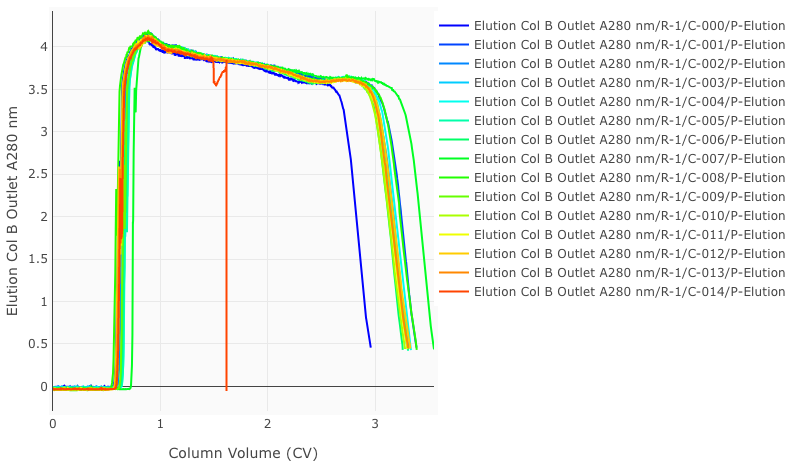 4
3.5
3
2.5
2
1.5
1
0.5
0
0
1
2
3
Elution Col B Outlet A280 nm
Column Volume (CV)
Elution Col B Outlet A280 nm/R-1/C-000/P-Elution
Elution Col B Outlet A280 nm/R-1/C-001/P-Elution
Elution Col B Outlet A280 nm/R-1/C-002/P-Elution
Elution Col B Outlet A280 nm/R-1/C-003/P-Elution
Elution Col B Outlet A280 nm/R-1/C-004/P-Elution
Elution Col B Outlet A280 nm/R-1/C-005/P-Elution
Elution Col B Outlet A280 nm/R-1/C-006/P-Elution
Elution Col B Outlet A280 nm/R-1/C-007/P-Elution
Elution Col B Outlet A280 nm/R-1/C-008/P-Elution
Elution Col B Outlet A280 nm/R-1/C-009/P-Elution
Elution Col B Outlet A280 nm/R-1/C-010/P-Elution
Elution Col B Outlet A280 nm/R-1/C-011/P-Elution
Elution Col B Outlet A280 nm/R-1/C-012/P-Elution
Elution Col B Outlet A280 nm/R-1/C-013/P-Elution
Elution Col B Outlet A280 nm/R-1/C-014/P-Elution